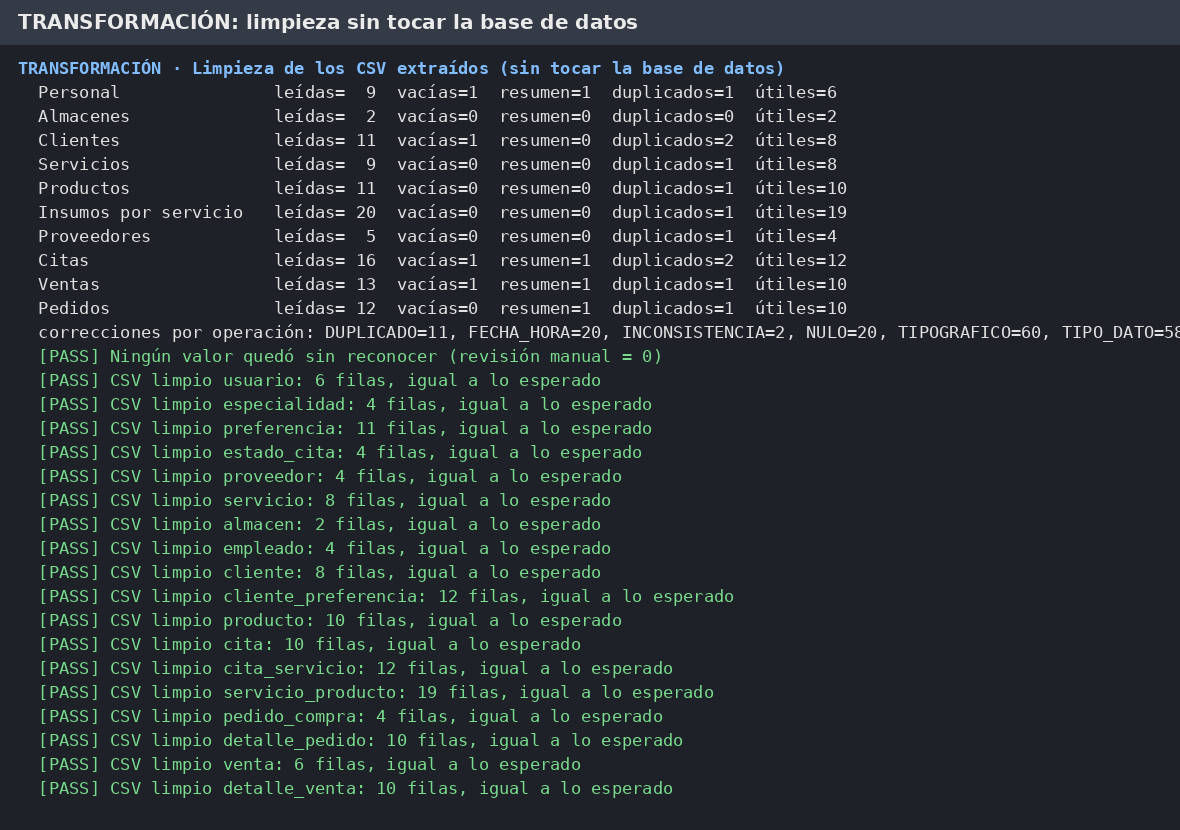 TRANSFORMACIÓN: limpieza sin tocar la base de datos
TRANSFORMACIÓN · Limpieza de los CSV extraídos (sin tocar la base de datos)
Personal leídas= 9 vacías=1 resumen=1 duplicados=1 útiles=6
Almacenes leídas= 2 vacías=0 resumen=0 duplicados=0 útiles=2
Clientes leídas= 11 vacías=1 resumen=0 duplicados=2 útiles=8
Servicios leídas= 9 vacías=0 resumen=0 duplicados=1 útiles=8
Productos leídas= 11 vacías=0 resumen=0 duplicados=1 útiles=10
Insumos por servicio leídas= 20 vacías=0 resumen=0 duplicados=1 útiles=19
Proveedores leídas= 5 vacías=0 resumen=0 duplicados=1 útiles=4
Citas leídas= 16 vacías=1 resumen=1 duplicados=2 útiles=12
Ventas leídas= 13 vacías=1 resumen=1 duplicados=1 útiles=10
Pedidos leídas= 12 vacías=0 resumen=1 duplicados=1 útiles=10
correcciones por operación: DUPLICADO=11, FECHA_HORA=20, INCONSISTENCIA=2, NULO=20, TIPOGRAFICO=60, TIPO_DATO=58
[PASS] Ningún valor quedó sin reconocer (revisión manual = 0)
[PASS] CSV limpio usuario: 6 filas, igual a lo esperado
[PASS] CSV limpio especialidad: 4 filas, igual a lo esperado
[PASS] CSV limpio preferencia: 11 filas, igual a lo esperado
[PASS] CSV limpio estado_cita: 4 filas, igual a lo esperado
[PASS] CSV limpio proveedor: 4 filas, igual a lo esperado
[PASS] CSV limpio servicio: 8 filas, igual a lo esperado
[PASS] CSV limpio almacen: 2 filas, igual a lo esperado
[PASS] CSV limpio empleado: 4 filas, igual a lo esperado
[PASS] CSV limpio cliente: 8 filas, igual a lo esperado
[PASS] CSV limpio cliente_preferencia: 12 filas, igual a lo esperado
[PASS] CSV limpio producto: 10 filas, igual a lo esperado
[PASS] CSV limpio cita: 10 filas, igual a lo esperado
[PASS] CSV limpio cita_servicio: 12 filas, igual a lo esperado
[PASS] CSV limpio servicio_producto: 19 filas, igual a lo esperado
[PASS] CSV limpio pedido_compra: 4 filas, igual a lo esperado
[PASS] CSV limpio detalle_pedido: 10 filas, igual a lo esperado
[PASS] CSV limpio venta: 6 filas, igual a lo esperado
[PASS] CSV limpio detalle_venta: 10 filas, igual a lo esperado